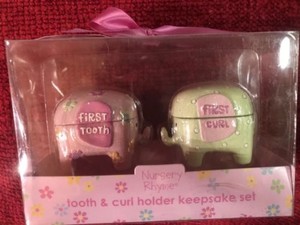 FIRST
TOOTH
FIRST
CURL
Nursery
Rhyme
tooth & curl holder keepsake set